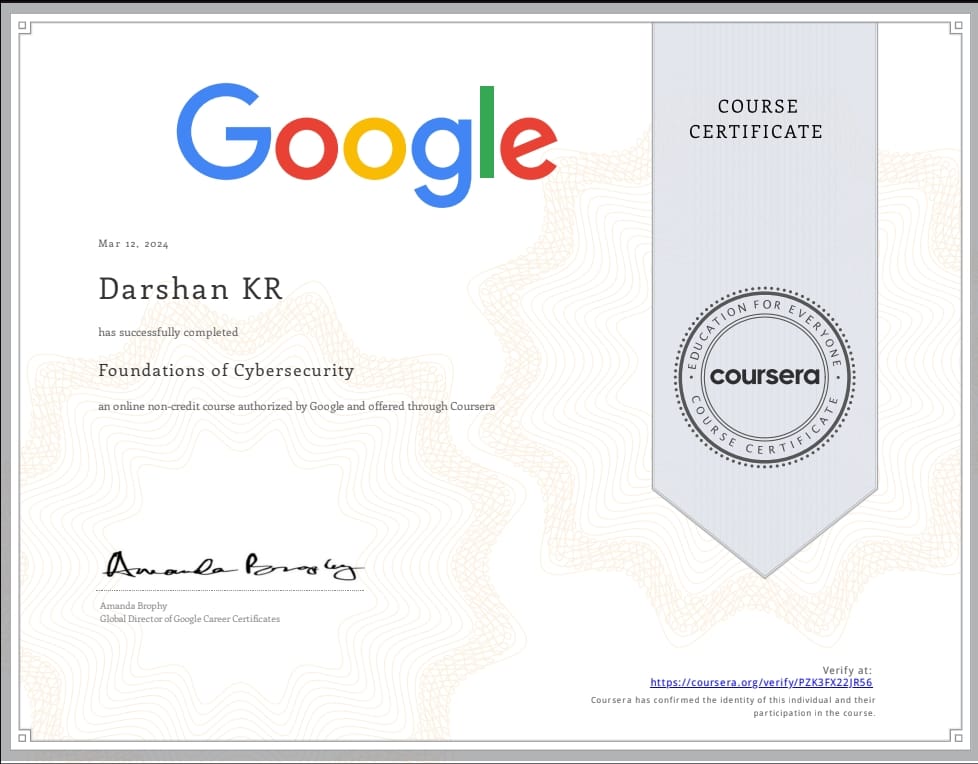 Google
COURSE
CERTIFICATE
Mar 12, 2024
Darshan KR
has successfully completed
Foundations of Cybersecurity
an online non-credit course authorized by Google and offered through Coursera
EDUCATION FOR EVERYONE
coursera
COURSE CERTIFICATE
Amanda Brophy
Amanda Brophy
Global Director of Google Career Certificates
Verify at:
https://coursera.org/verify/PZK3FX22JR56
Coursera has confirmed the identity of this individual and their
participation in the course.